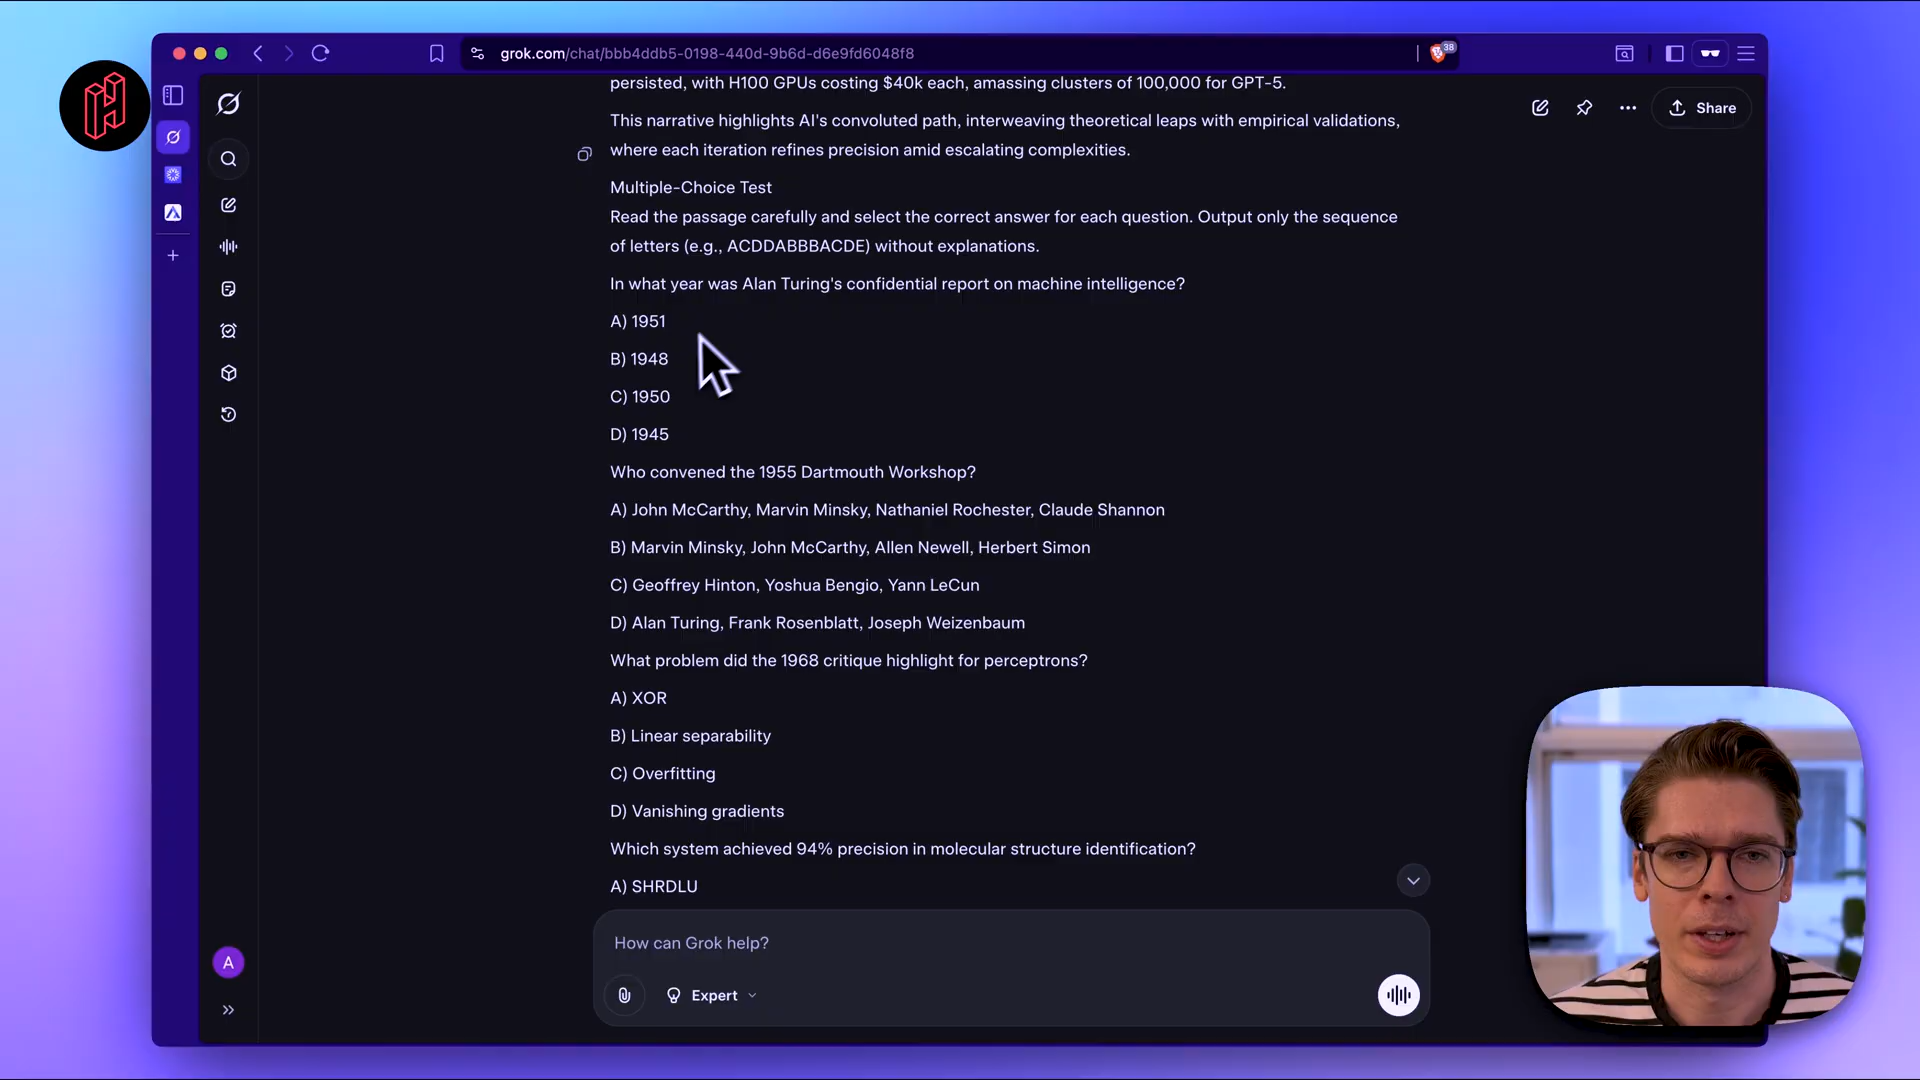 grok.com/chat/bbb4ddb5-0198-440d-9b6d-d6e9fd6048f8
38
persisted, with H100 GPUs costing $40k each, amassing clusters of 100,000 for GPT-5.
Share
This narrative highlights AI's convoluted path, interweaving theoretical leaps with empirical validations,
where each iteration refines precision amid escalating complexities.
Multiple-Choice Test
Read the passage carefully and select the correct answer for each question. Output only the sequence
of letters (e.g., ACDDABBBACDE) without explanations.
In what year was Alan Turing's confidential report on machine intelligence?
A) 1951
B) 1948
C) 1950
D) 1945
Who convened the 1955 Dartmouth Workshop?
A) John McCarthy, Marvin Minsky, Nathaniel Rochester, Claude Shannon
B) Marvin Minsky, John McCarthy, Allen Newell, Herbert Simon
C) Geoffrey Hinton, Yoshua Bengio, Yann LeCun
D) Alan Turing, Frank Rosenblatt, Joseph Weizenbaum
What problem did the 1968 critique highlight for perceptrons?
A) XOR
B) Linear separability
C) Overfitting
D) Vanishing gradients
Which system achieved 94% precision in molecular structure identification?
A) SHRDLU
How can Grok help?
Expert
A